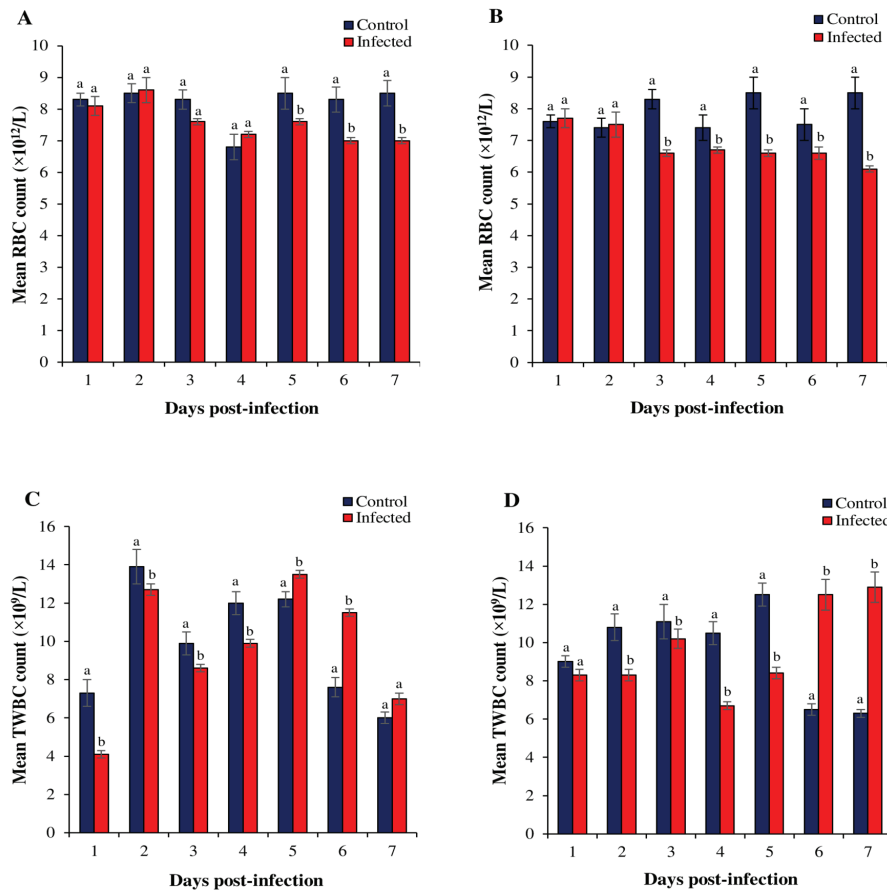 A
Control
Infected
Mean RBC count (×10¹²/L)
10
9
8
7
6
5
4
3
2
1
0
a a a a a a a a a b a b a b
1 2 3 4 5 6 7
Days post-infection
B
Control
Infected
Mean RBC count (×10¹²/L)
10
9
8
7
6
5
4
3
2
1
0
a a a a a b a b a b a b a b
1 2 3 4 5 6 7
Days post-infection
C
Control
Infected
Mean TWBC count (×10⁹/L)
16
14
12
10
8
6
4
2
0
a b a b a b a b a b a b a a
1 2 3 4 5 6 7
Days post-infection
D
Control
Infected
Mean TWBC count (×10⁹/L)
16
14
12
10
8
6
4
2
0
a a a b a b a b a b a b a b
1 2 3 4 5 6 7
Days post-infection